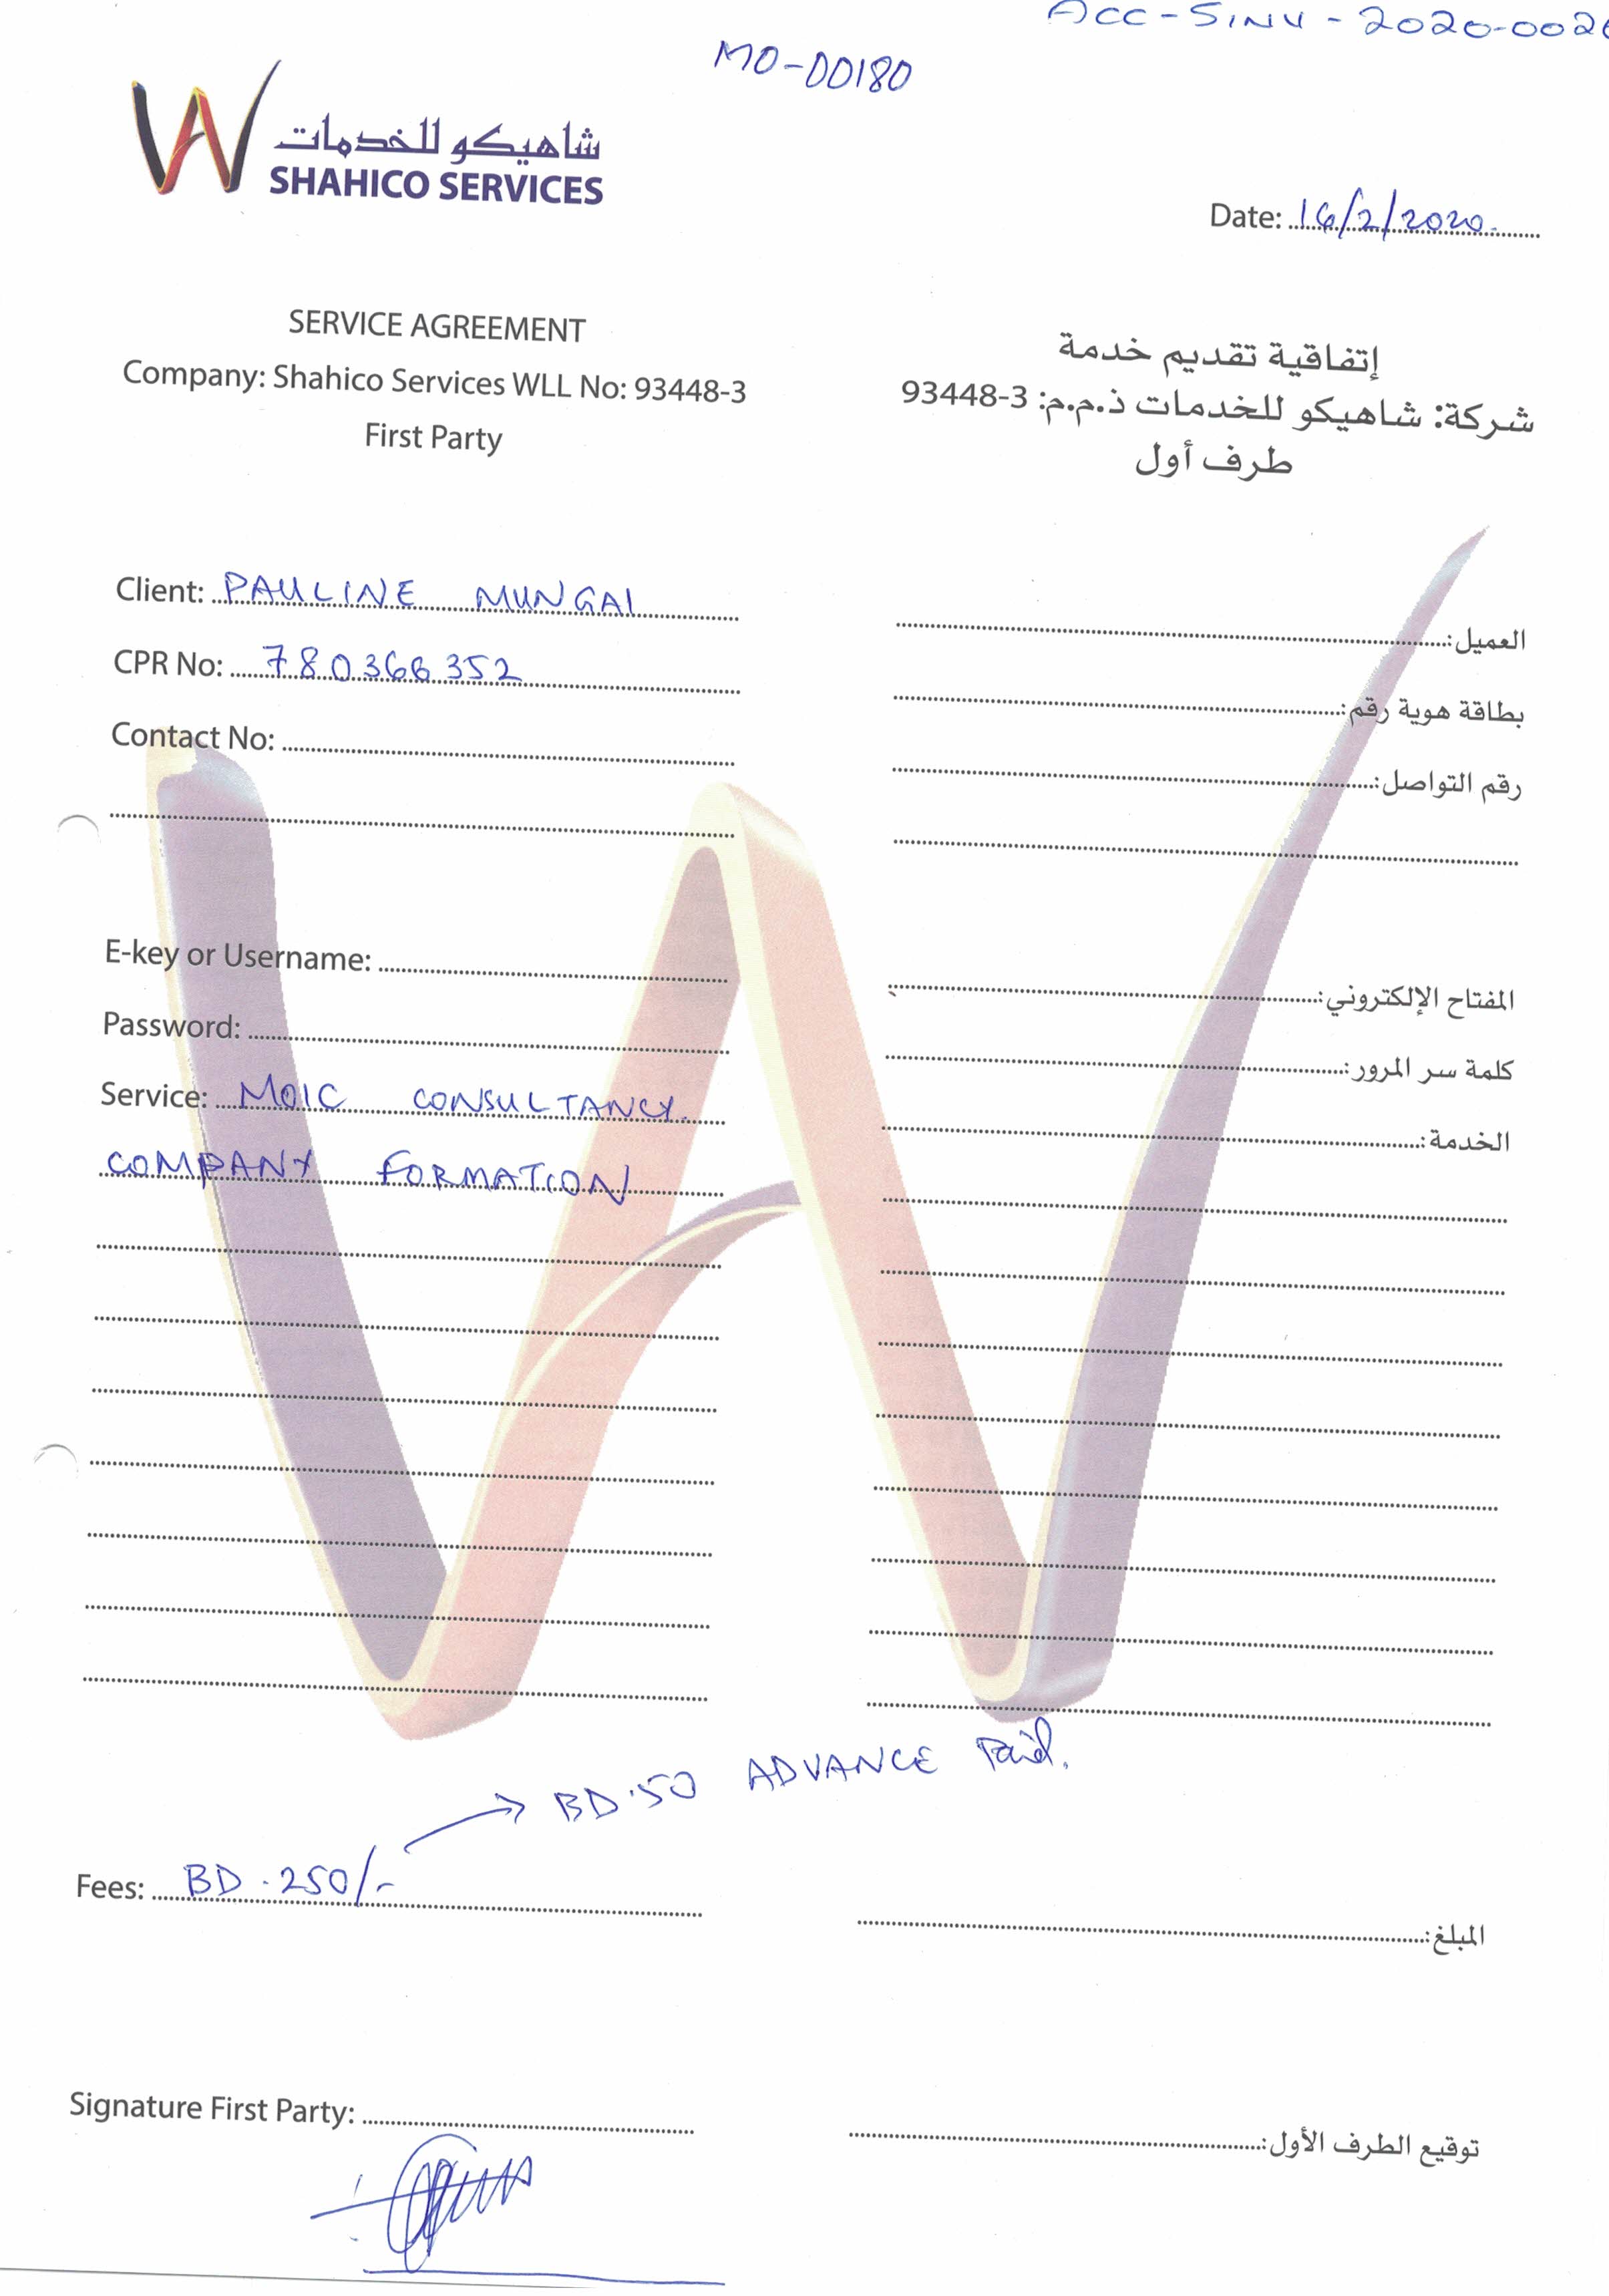 ACC-SINV-2020-002
MO-00180
شاهيكو للخدمات
SHAHICO SERVICES
Date: 16/2/2020.
SERVICE AGREEMENT
Company: Shahico Services WLL No: 93448-3
First Party
إتفاقية تقديم خدمة
شركة: شاهيكو للخدمات ذ.م.م: 3-93448
طرف أول
Client: PAULINE MUNGAI
CPR No: 780366352
Contact No:
العميل:
بطاقة هوية رقم:
رقم التواصل:
E-key or Username:
Password:
Service: MOIC CONSULTANCY.
COMPANY FORMATION
المفتاح الإلكتروني:
كلمة سر المرور:
الخدمة:
BD.50 ADVANCE Paid.
Fees: BD.250/-
المبلغ:
Signature First Party:
توقيع الطرف الأول: